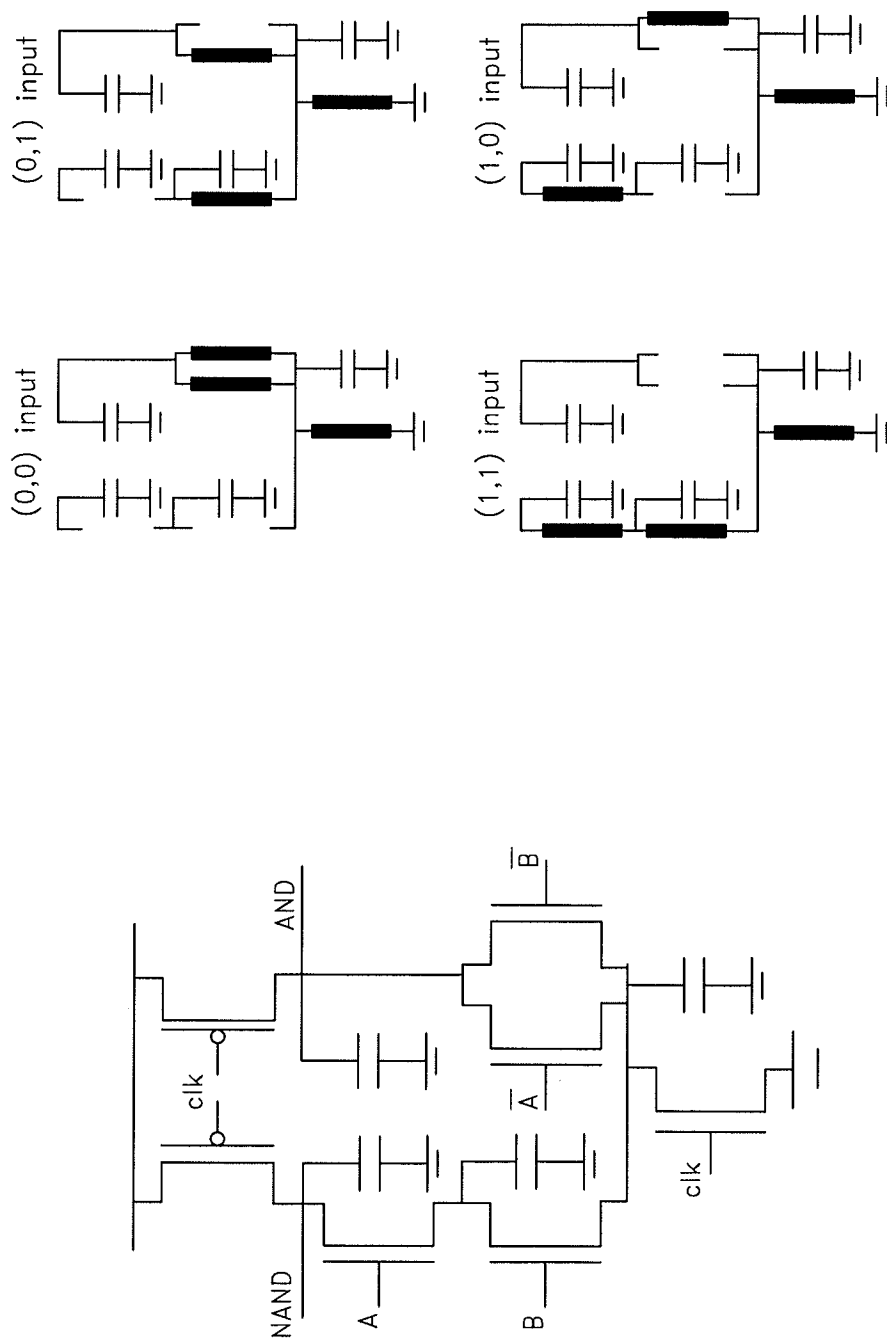 (0,0) input
(0,1) input
(1,1) input
(1,0) input
clk
NAND
AND
A
B
A̅
B̅
clk